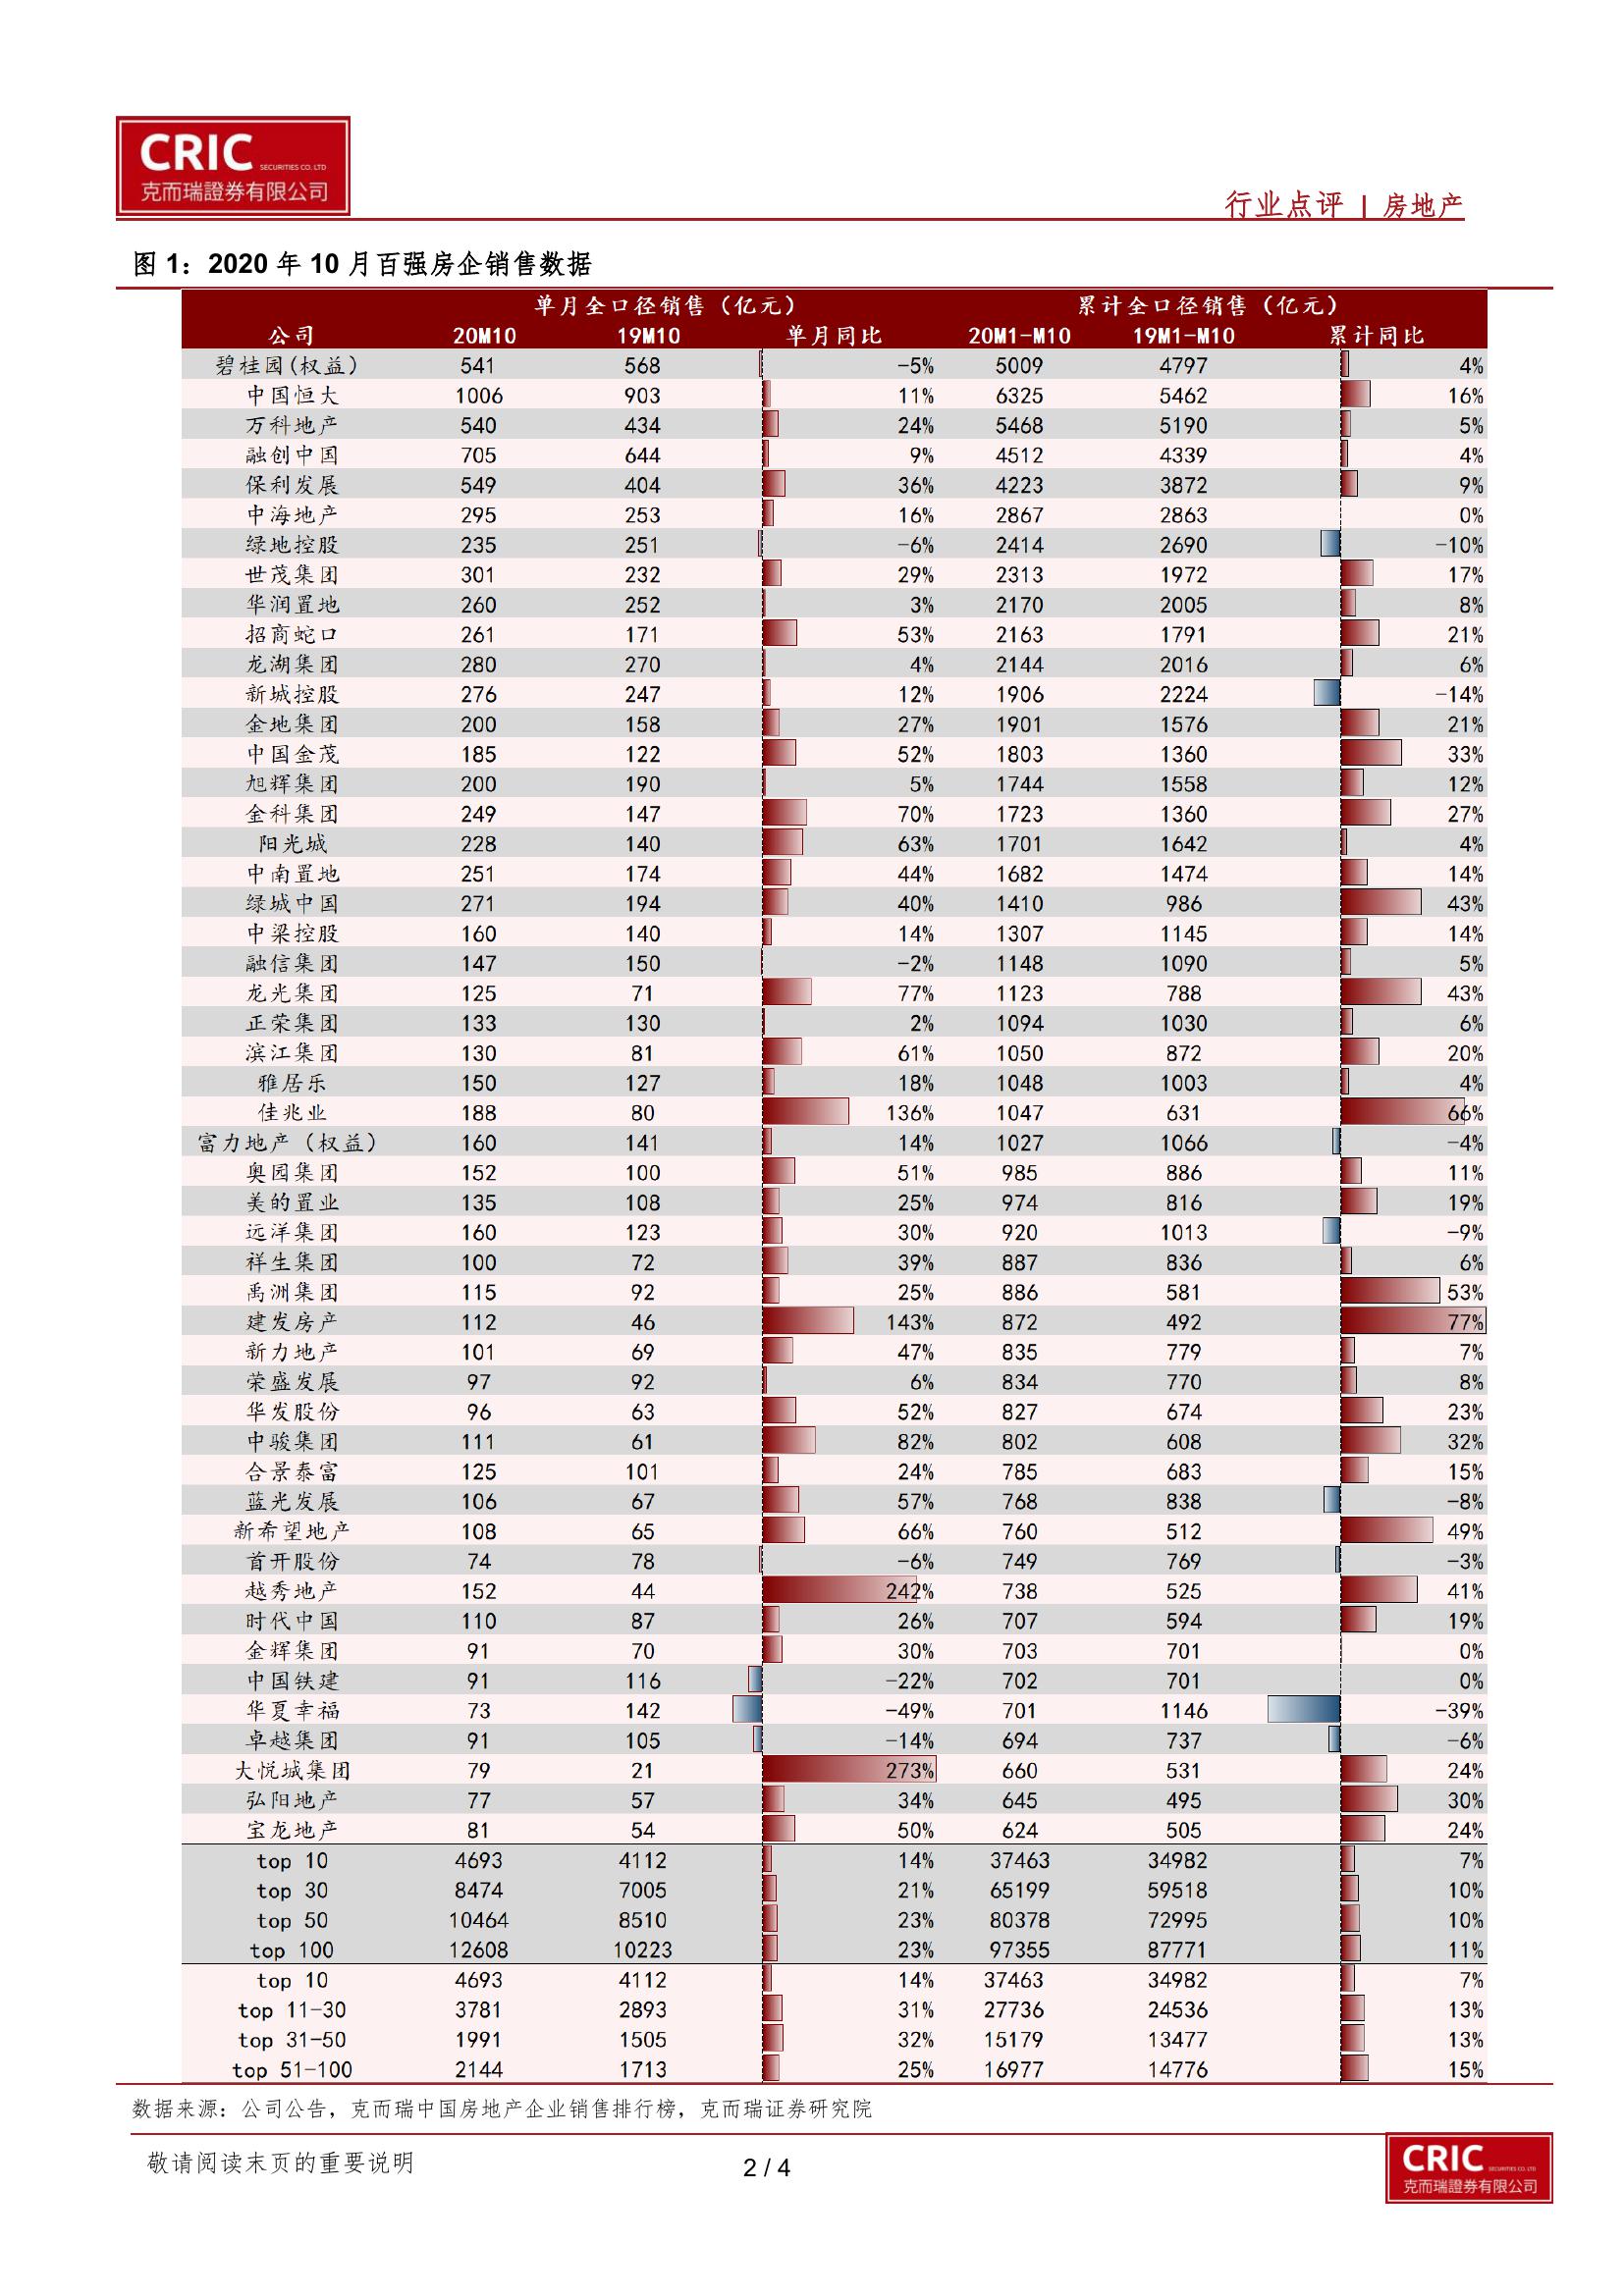 CRIC SECURITIES CO. LTD
克而瑞證券有限公司
行业点评 | 房地产
图 1：2020 年 10 月百强房企销售数据
单月全口径销售（亿元） 累计全口径销售（亿元）
公司 20M10 19M10 单月同比 20M1-M10 19M1-M10 累计同比
碧桂园(权益) 541 568 -5% 5009 4797 4%
中国恒大 1006 903 11% 6325 5462 16%
万科地产 540 434 24% 5468 5190 5%
融创中国 705 644 9% 4512 4339 4%
保利发展 549 404 36% 4223 3872 9%
中海地产 295 253 16% 2867 2863 0%
绿地控股 235 251 -6% 2414 2690 -10%
世茂集团 301 232 29% 2313 1972 17%
华润置地 260 252 3% 2170 2005 8%
招商蛇口 261 171 53% 2163 1791 21%
龙湖集团 280 270 4% 2144 2016 6%
新城控股 276 247 12% 1906 2224 -14%
金地集团 200 158 27% 1901 1576 21%
中国金茂 185 122 52% 1803 1360 33%
旭辉集团 200 190 5% 1744 1558 12%
金科集团 249 147 70% 1723 1360 27%
阳光城 228 140 63% 1701 1642 4%
中南置地 251 174 44% 1682 1474 14%
绿城中国 271 194 40% 1410 986 43%
中梁控股 160 140 14% 1307 1145 14%
融信集团 147 150 -2% 1148 1090 5%
龙光集团 125 71 77% 1123 788 43%
正荣集团 133 130 2% 1094 1030 6%
滨江集团 130 81 61% 1050 872 20%
雅居乐 150 127 18% 1048 1003 4%
佳兆业 188 80 136% 1047 631 66%
富力地产（权益） 160 141 14% 1027 1066 -4%
奥园集团 152 100 51% 985 886 11%
美的置业 135 108 25% 974 816 19%
远洋集团 160 123 30% 920 1013 -9%
祥生集团 100 72 39% 887 836 6%
禹洲集团 115 92 25% 886 581 53%
建发房产 112 46 143% 872 492 77%
新力地产 101 69 47% 835 779 7%
荣盛发展 97 92 6% 834 770 8%
华发股份 96 63 52% 827 674 23%
中骏集团 111 61 82% 802 608 32%
合景泰富 125 101 24% 785 683 15%
蓝光发展 106 67 57% 768 838 -8%
新希望地产 108 65 66% 760 512 49%
首开股份 74 78 -6% 749 769 -3%
越秀地产 152 44 242% 738 525 41%
时代中国 110 87 26% 707 594 19%
金辉集团 91 70 30% 703 701 0%
中国铁建 91 116 -22% 702 701 0%
华夏幸福 73 142 -49% 701 1146 -39%
卓越集团 91 105 -14% 694 737 -6%
大悦城集团 79 21 273% 660 531 24%
弘阳地产 77 57 34% 645 495 30%
宝龙地产 81 54 50% 624 505 24%
top 10 4693 4112 14% 37463 34982 7%
top 30 8474 7005 21% 65199 59518 10%
top 50 10464 8510 23% 80378 72995 10%
top 100 12608 10223 23% 97355 87771 11%
top 10 4693 4112 14% 37463 34982 7%
top 11-30 3781 2893 31% 27736 24536 13%
top 31-50 1991 1505 32% 15179 13477 13%
top 51-100 2144 1713 25% 16977 14776 15%
数据来源：公司公告，克而瑞中国房地产企业销售排行榜，克而瑞证券研究院
敬请阅读末页的重要说明
2 / 4
CRIC SECURITIES CO. LTD
克而瑞證券有限公司